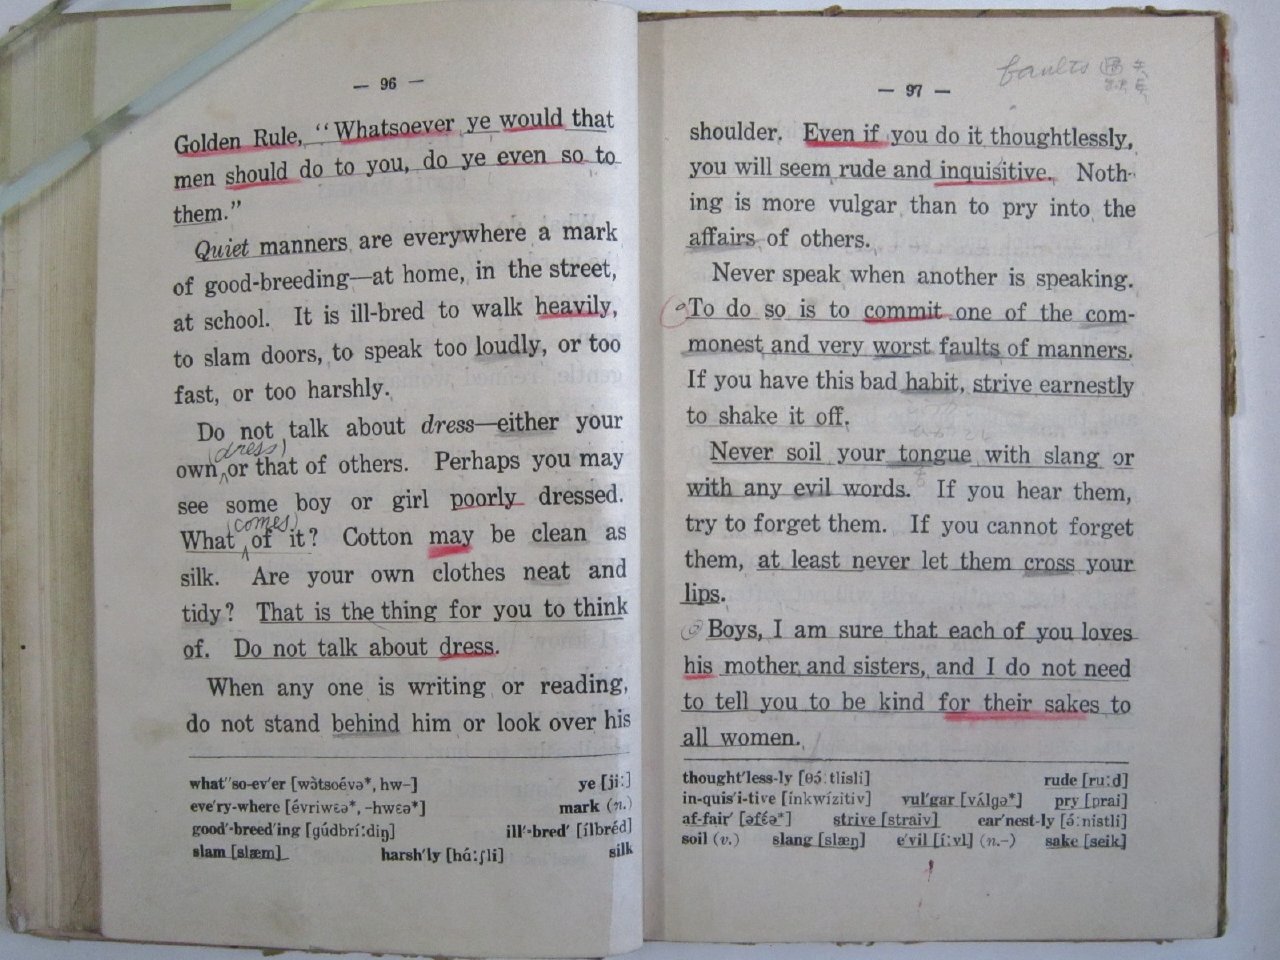 — 96 —
Golden Rule, "Whatsoever ye would that
men should do to you, do ye even so to
them."
Quiet manners are everywhere a mark
of good-breeding—at home, in the street,
at school. It is ill-bred to walk heavily,
to slam doors, to speak too loudly, or too
fast, or too harshly.
Do not talk about dress—either your
(dress)
own, or that of others. Perhaps you may
see some boy or girl poorly dressed.
(comes)
What of it? Cotton may be clean as
silk. Are your own clothes neat and
tidy? That is the thing for you to think
of. Do not talk about dress.
When any one is writing or reading,
do not stand behind him or look over his
what''so-ev'er [wὰtsoévə*, hw-] ye [ji:]
eve'ry-where [évriwɛə*, -hwɛə*] mark (n.)
good'-breed'ing [gúdbrí:diŋ] ill'-bred' [ílbréd]
slam [slæm] harsh'ly [hɑ́:ʃli] silk
faults
— 97 —
shoulder. Even if you do it thoughtlessly,
you will seem rude and inquisitive. Noth-
ing is more vulgar than to pry into the
affairs of others.
Never speak when another is speaking.
To do so is to commit one of the com-
monest and very worst faults of manners.
If you have this bad habit, strive earnestly
to shake it off.
Never soil your tongue with slang or
with any evil words. If you hear them,
try to forget them. If you cannot forget
them, at least never let them cross your
lips.
Boys, I am sure that each of you loves
his mother and sisters, and I do not need
to tell you to be kind for their sakes to
all women.
thought'less-ly [θɔ́:tlisli] rude [ru:d]
in-quis'i-tive [inkwízitiv] vul'gar [válgə*] pry [prai]
af-fair' [əfɛ́ə*] strive [straiv] ear'nest-ly [ə́:nistli]
soil (v.) slang [slæŋ] e'vil [í:vl] (n.-) sake [seik]